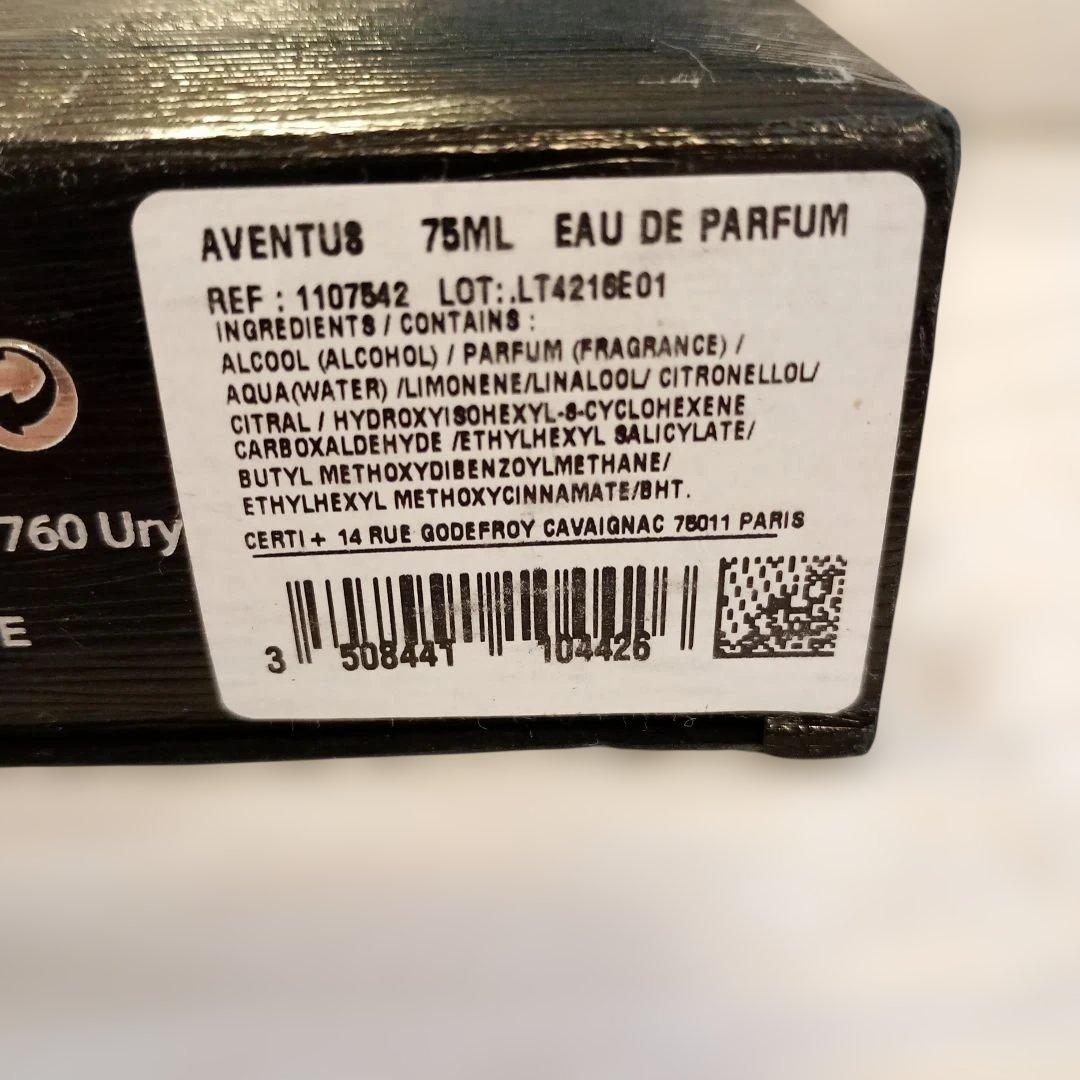 AVENTUS 75ML EAU DE PARFUM
REF : 1107542 LOT:.LT4216E01
INGREDIENTS / CONTAINS :
ALCOOL (ALCOHOL) / PARFUM (FRAGRANCE) /
AQUA(WATER) /LIMONENE/LINALOOL/ CITRONELLOL/
CITRAL / HYDROXYISOHEXYL-8-CYCLOHEXENE
CARBOXALDEHYDE /ETHYLHEXYL SALICYLATE/
BUTYL METHOXYDIBENZOYLMETHANE/
ETHYLHEXYL METHOXYCINNAMATE/BHT.
CERTI + 14 RUE GODEFROY CAVAIGNAC 75011 PARIS
3 508441 104426
760 Ury
E